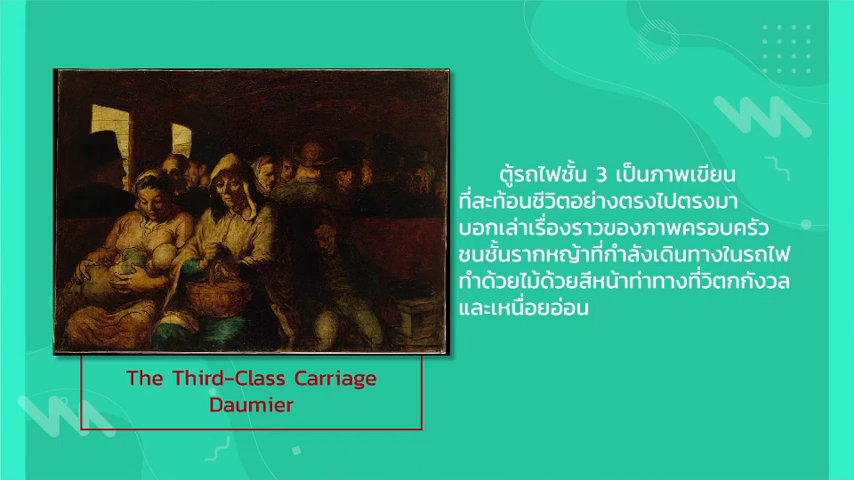 ตู้รถไฟชั้น 3 เป็นภาพเขียน
ที่สะท้อนชีวิตอย่างตรงไปตรงมา
บอกเล่าเรื่องราวของภาพครอบครัว
ชนชั้นรากหญ้าที่กำลังเดินทางในรถไฟ
ทำด้วยไม้ด้วยสีหน้าท่าทางที่วิตกกังวล
และเหนื่อยอ่อน
The Third-Class Carriage
Daumier